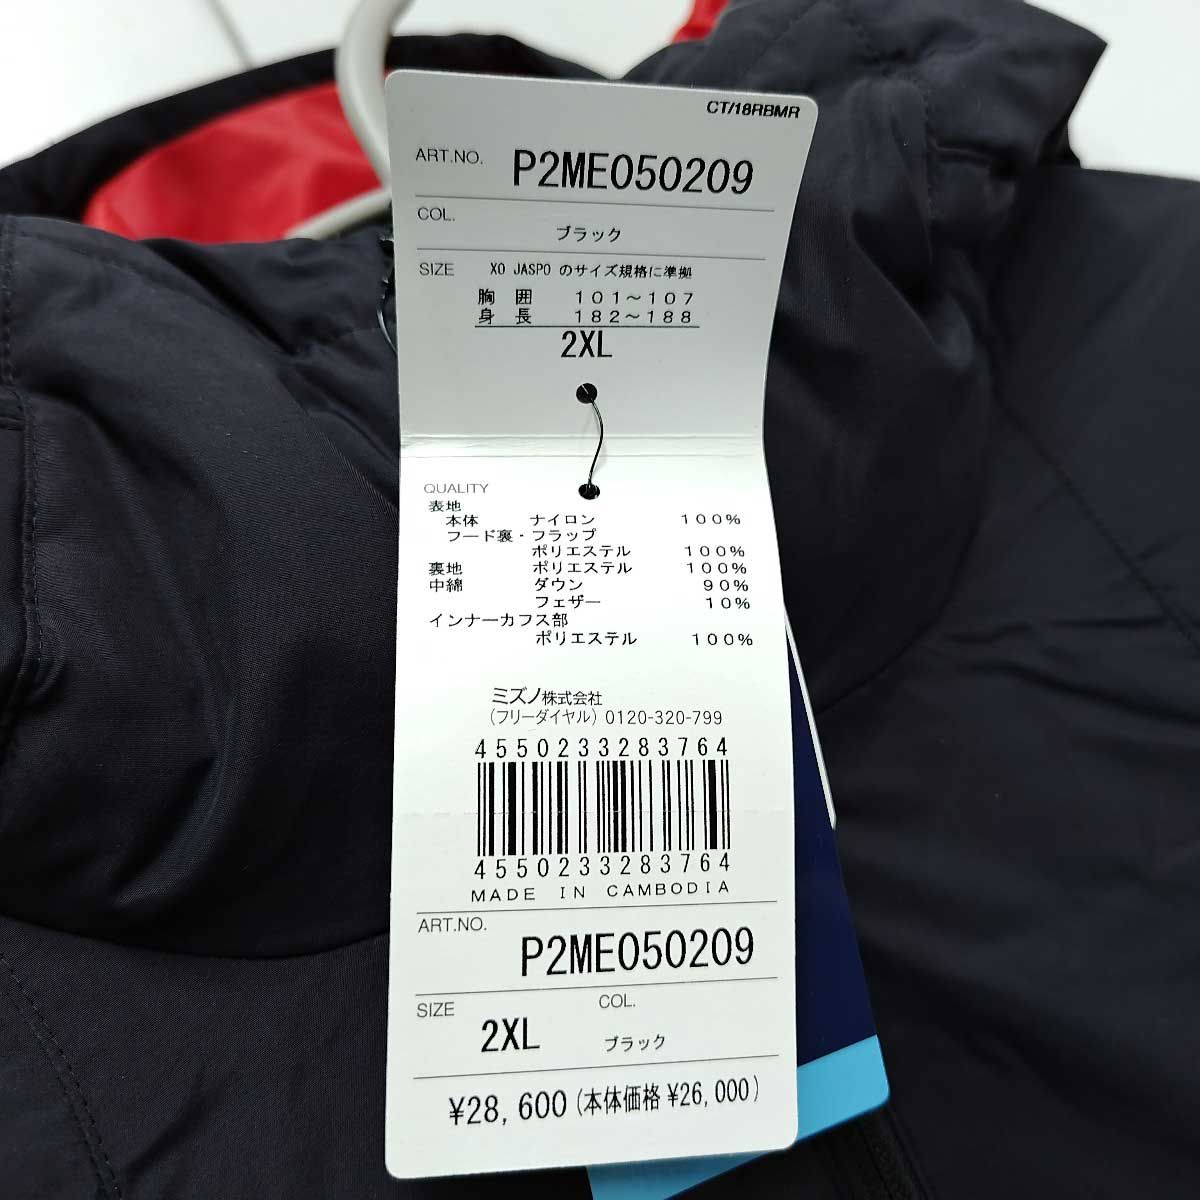 CT/18RBMR
ART.NO. P2ME050209
COL.
ブラック
SIZE XO JASPO のサイズ規格に準拠
胸 囲 101～107
身 長 182～188
2XL
QUALITY
表地
本体 ナイロン 100%
フード裏・フラップ
ポリエステル 100%
裏地 ポリエステル 100%
中綿 ダウン 90%
フェザー 10%
インナーカフス部
ポリエステル 100%
ミズノ株式会社
(フリーダイヤル) 0120-320-799
4550233283764
4550233283764
MADE IN CAMBODIA
ART.NO.
P2ME050209
SIZE COL.
2XL ブラック
¥28,600 (本体価格 ¥26,000)